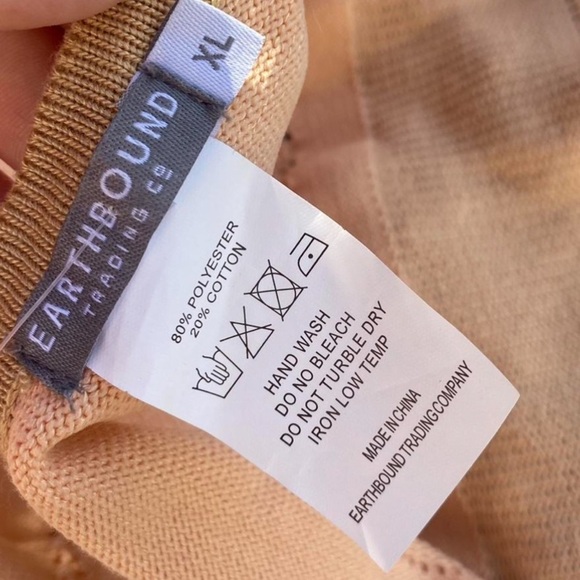 XL
EARTHBOUND
TRADING CO
80% POLYESTER
20% COTTON
HAND WASH
DO NO BLEACH
DO NOT TURBLE DRY
IRON LOW TEMP
MADE IN CHINA
EARTHBOUND TRADING COMPANY